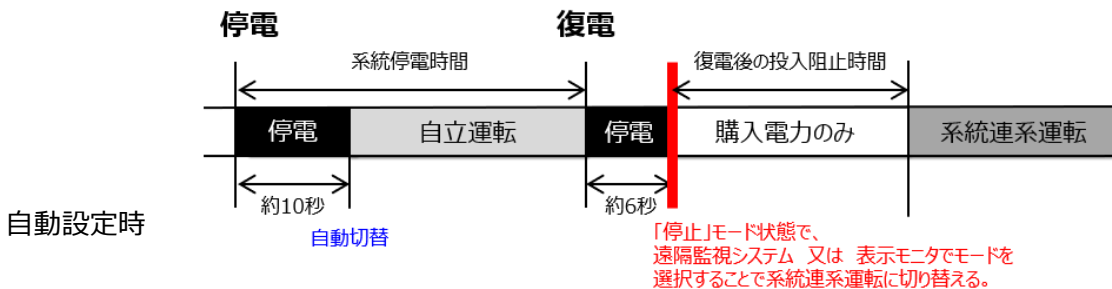 停電
復電
系統停電時間
復電後の投入阻止時間
停電
自立運転
停電
購入電力のみ
系統連系運転
約10秒
約6秒
自動設定時
自動切替
「停止」モード状態で、
遠隔監視システム 又は 表示モニタでモードを
選択することで系統連系運転に切り替える。